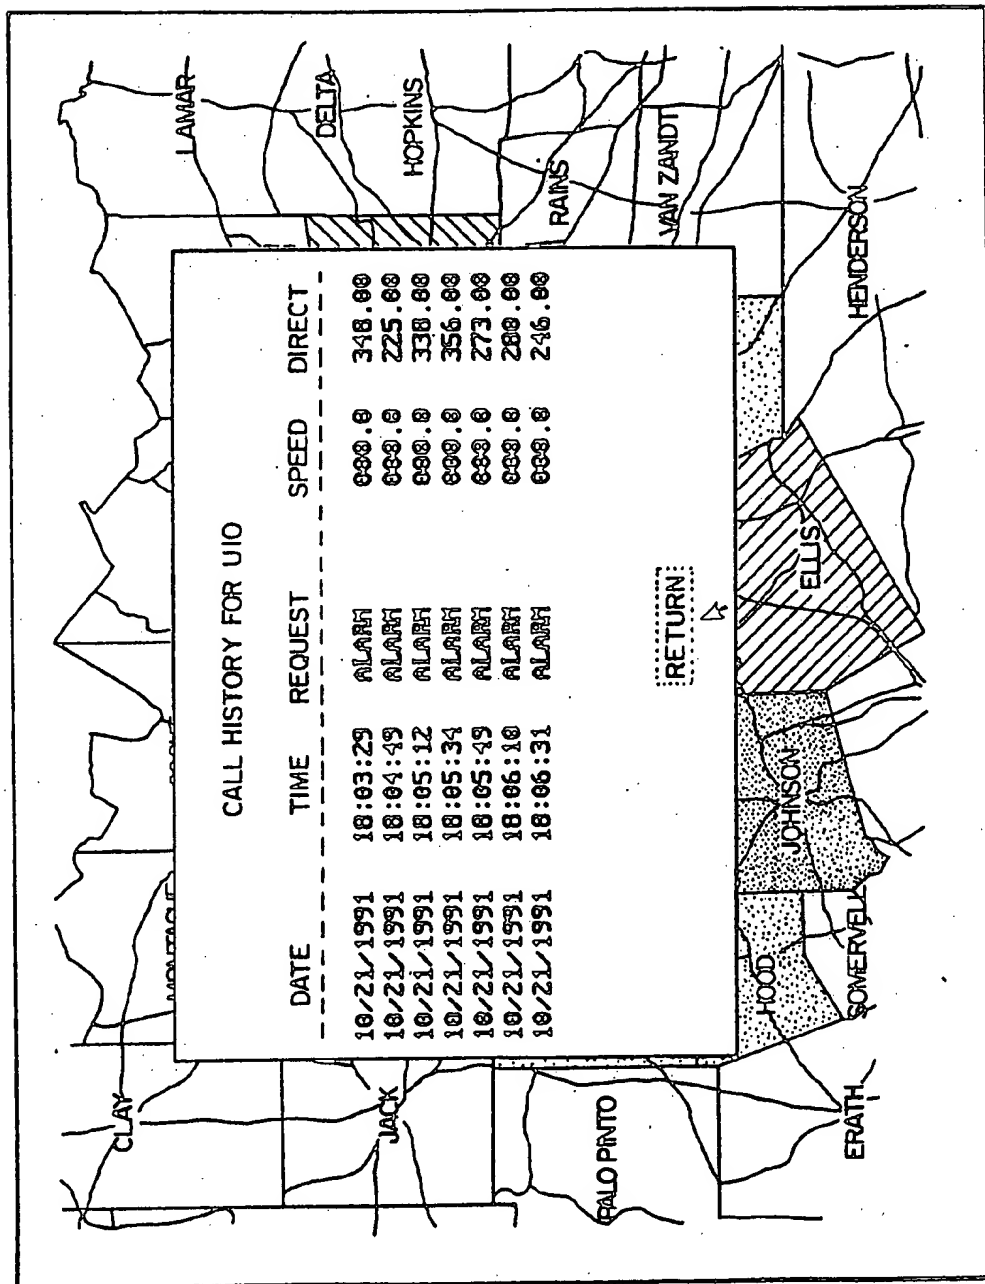 CLAY
LAMAR
CALL HISTORY FOR UIO
DATE TIME REQUEST SPEED DIRECT
10/21/1991 18:03:29 ALARM 000.0 348.00
10/21/1991 18:04:49 ALARM 000.0 225.00
10/21/1991 18:05:12 ALARM 000.0 338.00
10/21/1991 18:05:34 ALARM 000.0 356.00
10/21/1991 18:05:49 ALARM 000.0 273.00
10/21/1991 18:06:10 ALARM 000.0 280.00
10/21/1991 18:06:31 ALARM 000.0 246.00
RETURN
DELTA
JACK
HOPKINS
RAINS
PALO PINTO
VAN ZANDT
HOOD
JOHNSON
ELLIS
ERATH
SOMERVELL
HENDERSON